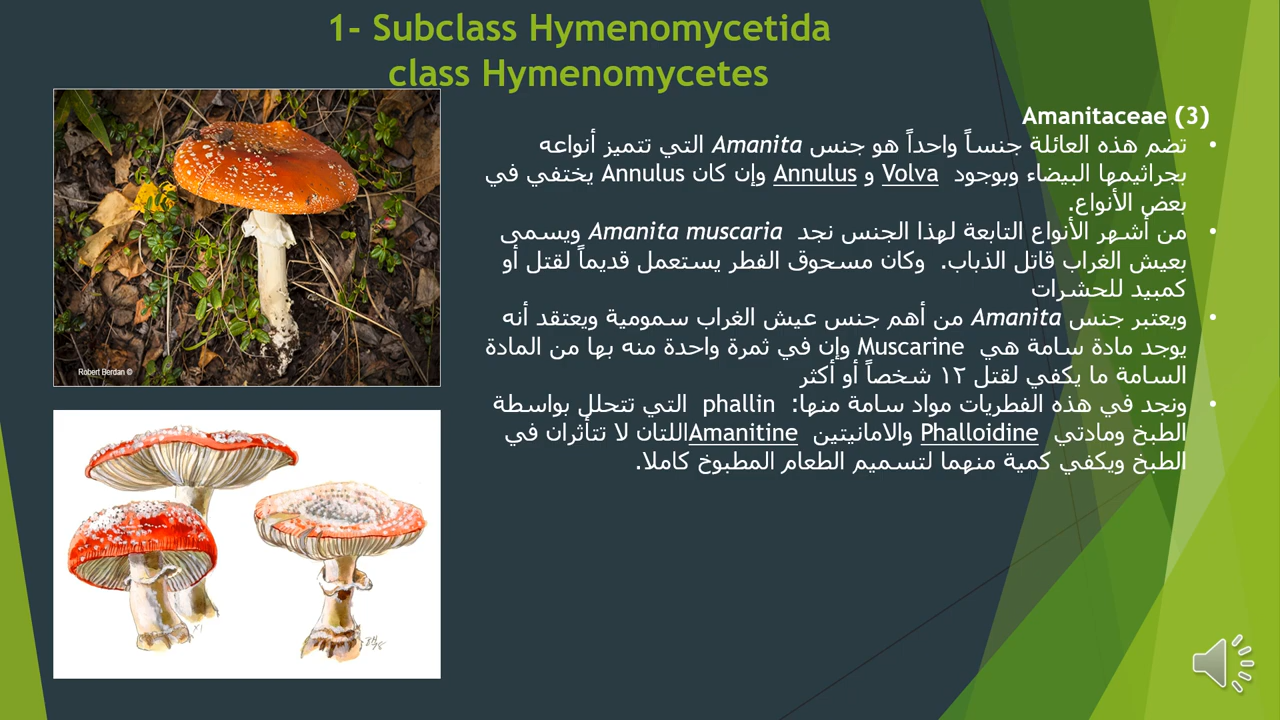 1- Subclass Hymenomycetida
class Hymenomycetes
Amanitaceae (3)
• تضم هذه العائلة جنساً واحداً هو جنس Amanita التي تتميز أنواعه
بجراثيمها البيضاء وبوجود Volva و Annulus وإن كان Annulus يختفي في
بعض الأنواع.
• من أشهر الأنواع التابعة لهذا الجنس نجد Amanita muscaria ويسمى
بعيش الغراب قاتل الذباب. وكان مسحوق الفطر يستعمل قديماً لقتل أو
كمبيد للحشرات
• ويعتبر جنس Amanita من أهم جنس عيش الغراب سمومية ويعتقد أنه
يوجد مادة سامة هي Muscarine وإن في ثمرة واحدة منه بها من المادة
السامة ما يكفي لقتل ١٢ شخصاً أو أكثر
• ونجد في هذه الفطريات مواد سامة منها: phallin التي تتحلل بواسطة
الطبخ ومادتي Phalloidine والامانيتين Amanitineاللتان لا تتأثران في
الطبخ ويكفي كمية منهما لتسميم الطعام المطبوخ كاملا.
Robert Berdan ©